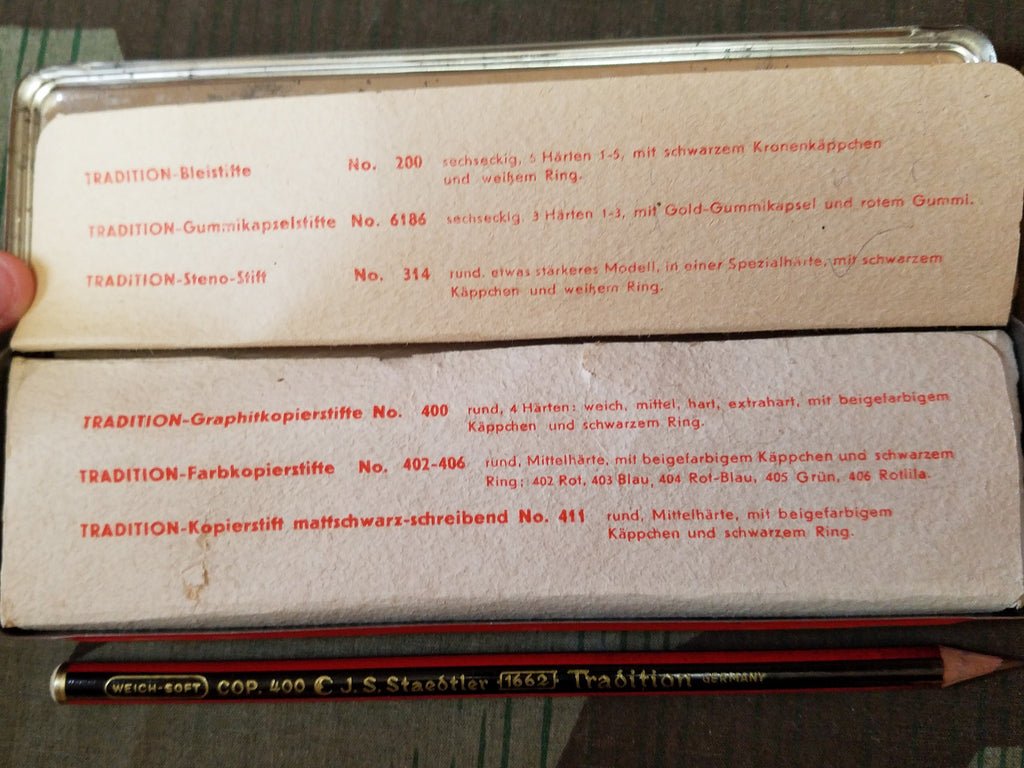 TRADITION-Bleistifte No. 200 sechseckig, 5 Härten 1-5, mit schwarzem Kronenkäppchen
und weißem Ring.
TRADITION-Gummikapselstifte No. 6186 sechseckig 3 Härten 1-3, mit Gold-Gummikapsel und rotem Gummi.
TRADITION-Steno-Stift No. 314 rund, etwas stärkeres Modell, in einer Spezialhärte, mit schwarzem
Käppchen und weißem Ring.
TRADITION-Graphitkopierstifte No. 400 rund, 4 Härten: weich, mittel, hart, extrahart, mit beigefarbigem
Käppchen und schwarzem Ring.
TRADITION-Farbkopierstifte No. 402-406 rund, Mittelhärte, mit beigefarbigem Käppchen und schwarzem
Ring; 402 Rot, 403 Blau, 404 Rot-Blau, 405 Grün, 406 Rotlila.
TRADITION-Kopierstift mattschwarz-schreibend No. 411 rund, Mittelhärte, mit beigefarbigem
Käppchen und schwarzem Ring.
WEICH-SOFT COP. 400 J.S. Staedtler 1662 Tradition GERMANY